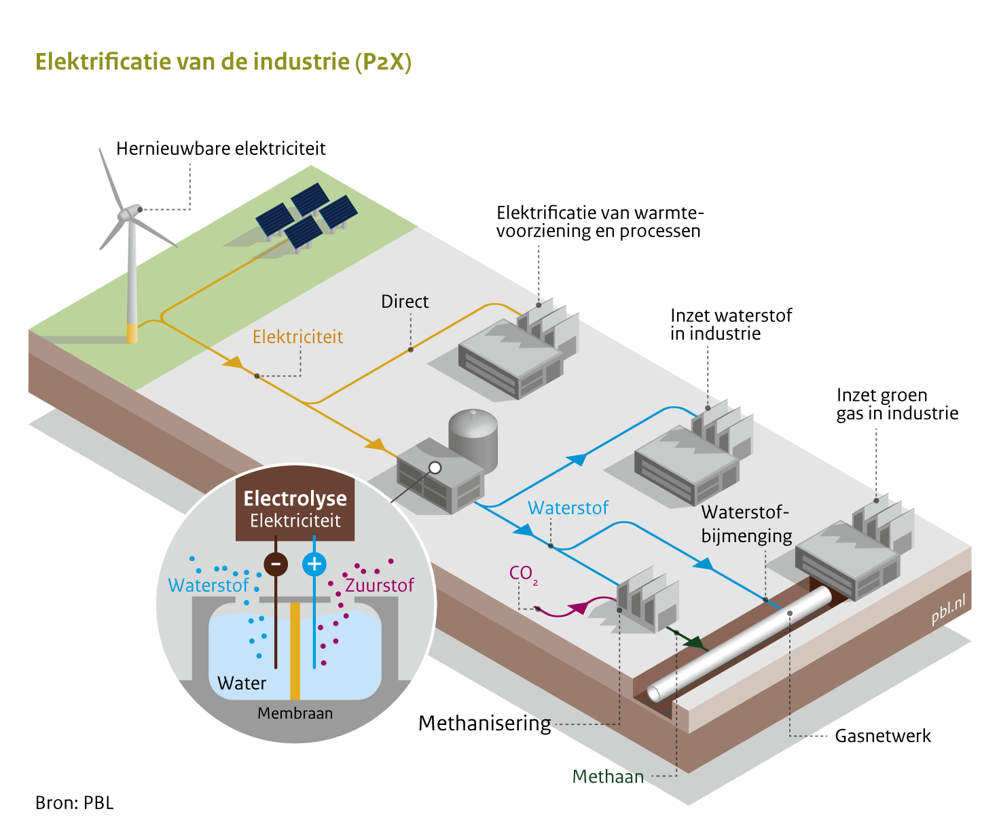 Elektrificatie van de industrie (P2X)
Hernieuwbare elektriciteit
Elektrificatie van warmte-
voorziening en processen
Direct
Elektriciteit
Inzet waterstof
in industrie
Inzet groen
gas in industrie
Electrolyse
Elektriciteit
-
+
Waterstof
Zuurstof
Water
Membraan
Waterstof
Waterstof-
bijmenging
CO₂
pbl.nl
Methanisering
Gasnetwerk
Methaan
Bron: PBL